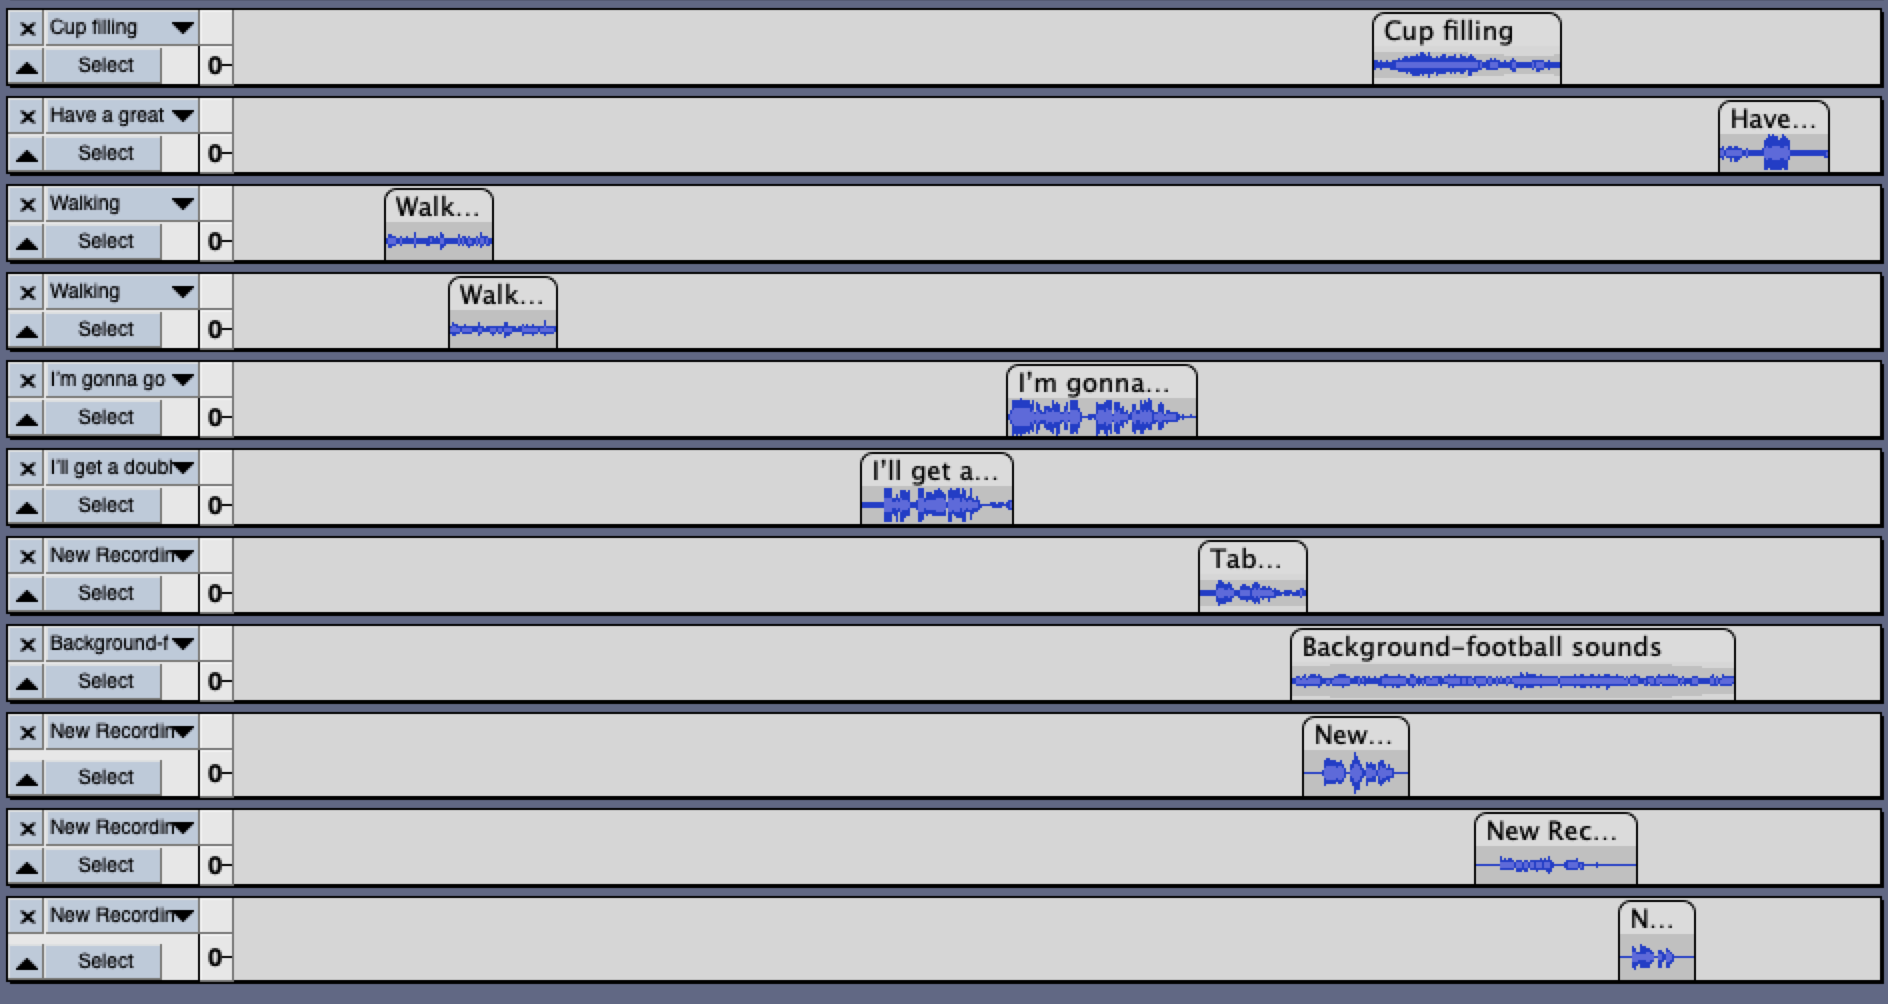 Cup filling
Cup filling
Select
0
Have a great
Have...
Select
0
Walking
Walk...
Select
0
Walking
Walk...
Select
0
I'm gonna go
I'm gonna...
Select
0
I'll get a doubl
I'll get a...
Select
0
New Recordin
Tab...
Select
0
Background-f
Background-football sounds
Select
0
New Recordin
New...
Select
0
New Recordin
New Rec...
Select
0
New Recordin
N...
Select
0